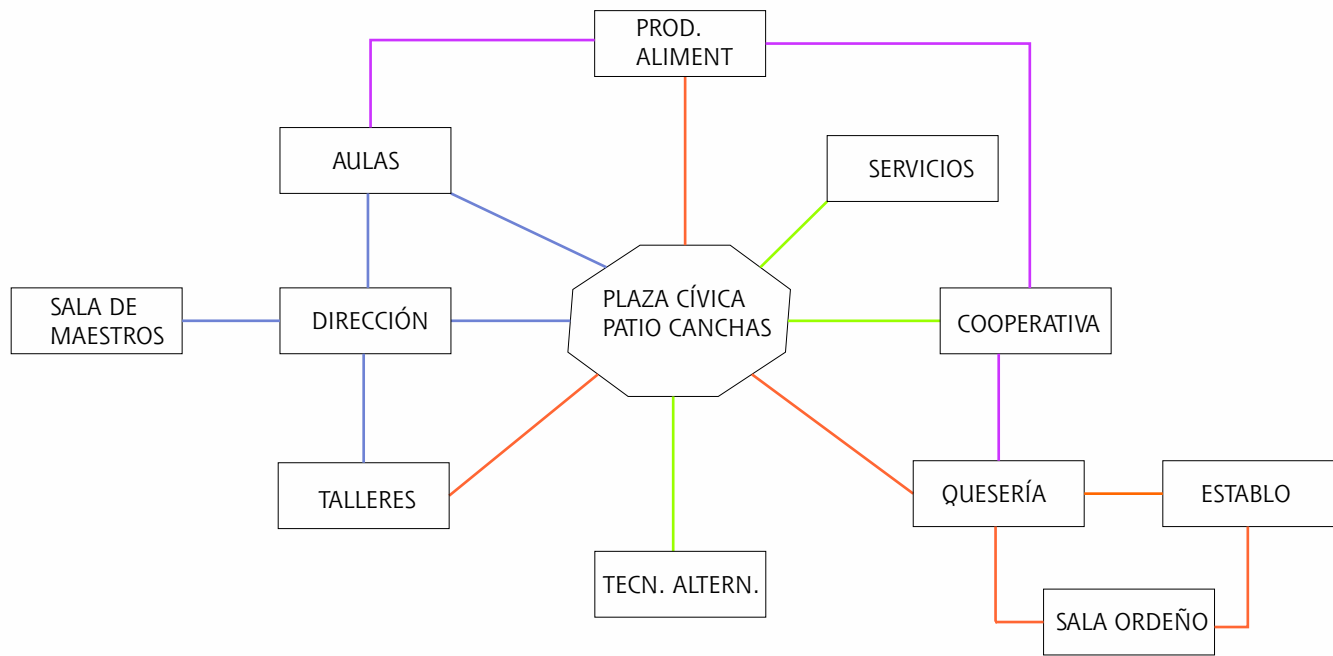 PROD.
ALIMENT
AULAS
SERVICIOS
SALA DE
MAESTROS
DIRECCIÓN
PLAZA CÍVICA
PATIO CANCHAS
COOPERATIVA
TALLERES
QUESERÍA
ESTABLO
TECN. ALTERN.
SALA ORDEÑO